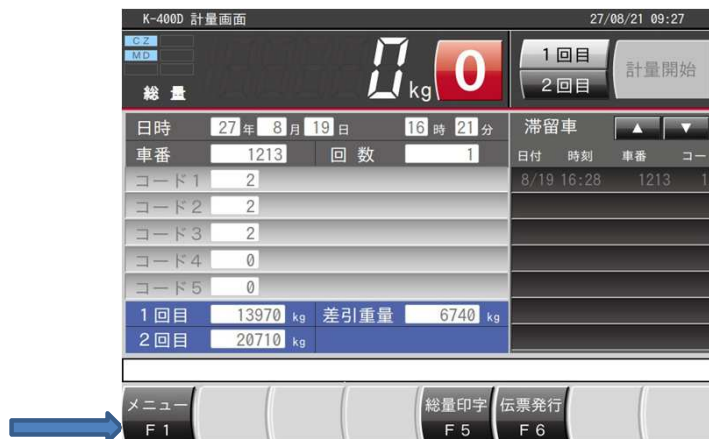 K-400D 計量画面 27/08/21 09:27
CZ
MD
総量 0 kg 0
1回目
2回目
計量開始
日時 27 年 8 月 19 日 16 時 21 分
車番 1213 回数 1
コード1 2
コード2 2
コード3 2
コード4 0
コード5 0
1回目 13970 kg 差引重量 6740 kg
2回目 20710 kg
滞留車 ▲ ▼
日付 時刻 車番 コー
8/19 16:28 1213 1
メニュー 総量印字 伝票発行
F1 F5 F6